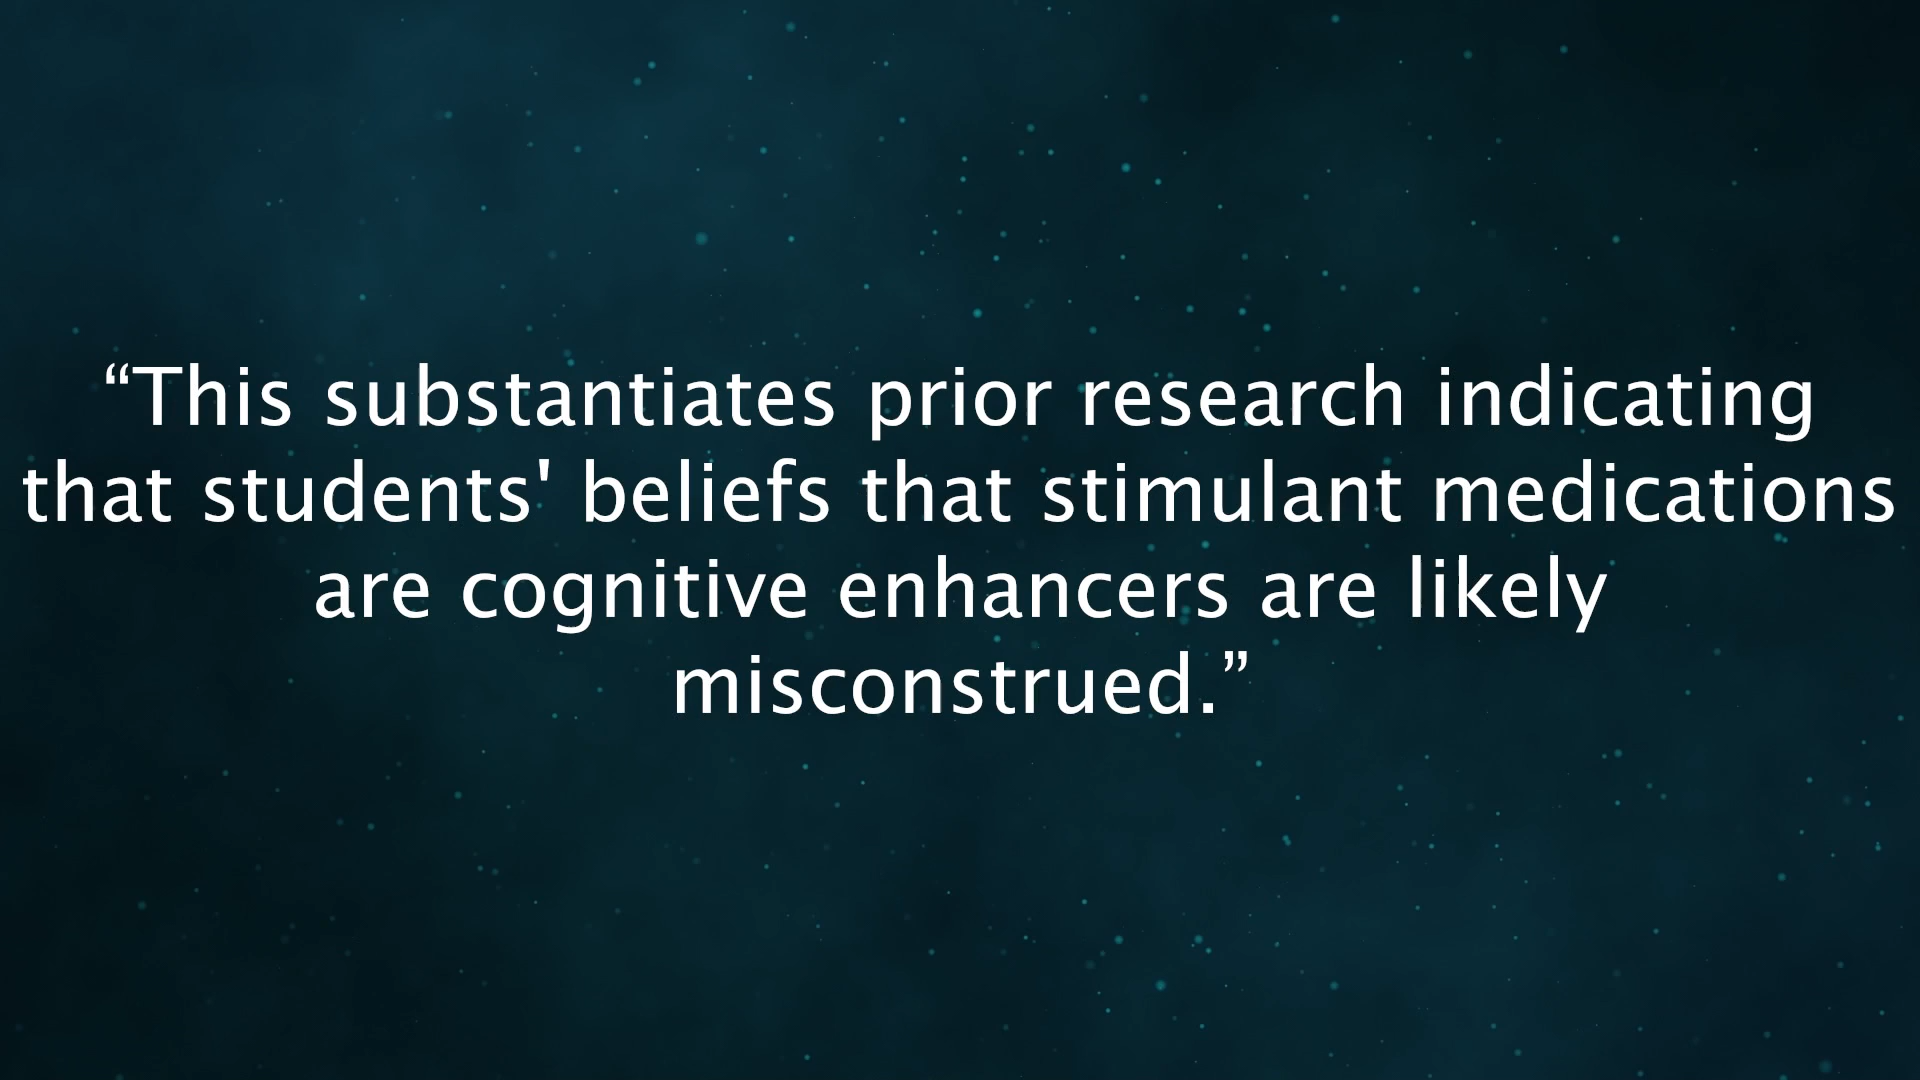 “This substantiates prior research indicating
that students' beliefs that stimulant medications
are cognitive enhancers are likely
misconstrued.”